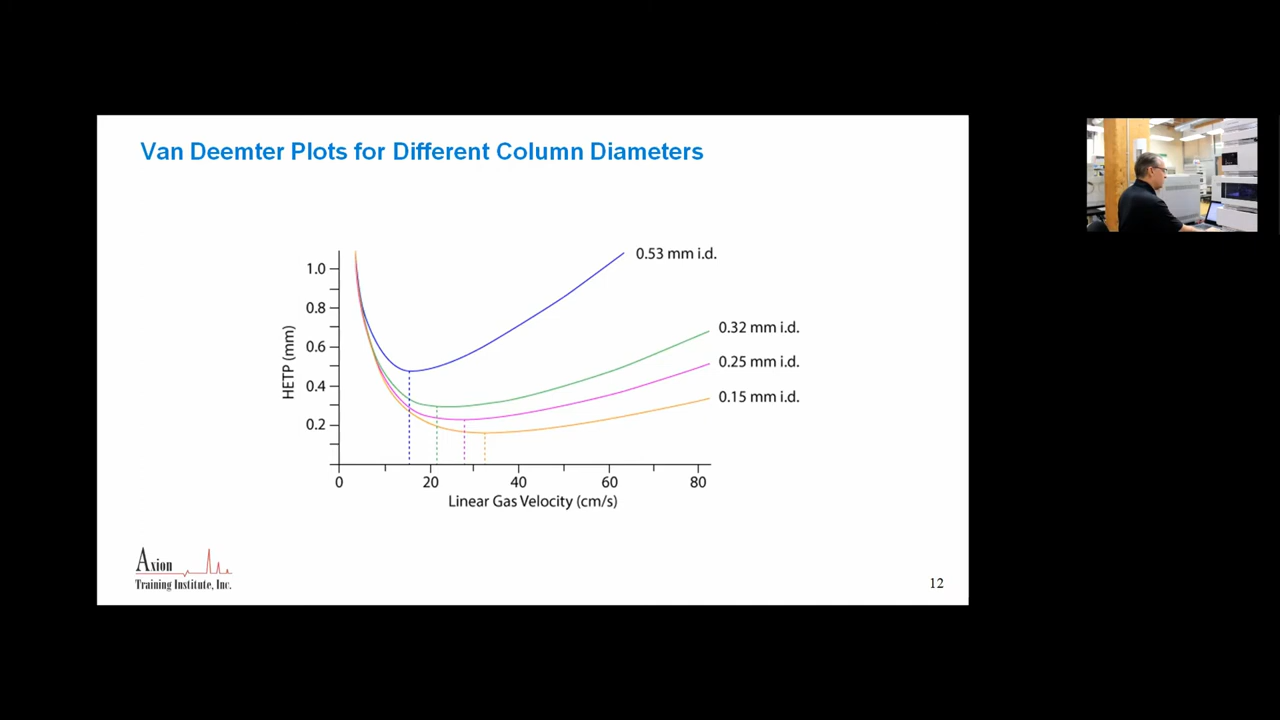 Van Deemter Plots for Different Column Diameters
0.53 mm i.d.
1.0
0.8
0.32 mm i.d.
0.6
0.25 mm i.d.
HETP (mm)
0.4
0.15 mm i.d.
0.2
0 20 40 60 80
Linear Gas Velocity (cm/s)
Axion
Training Institute, Inc.
12